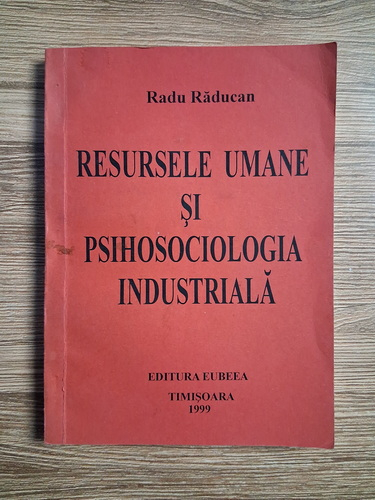 Radu Răducan
RESURSELE UMANE
ŞI
PSIHOSOCIOLOGIA
INDUSTRIALĂ
EDITURA EUBEEA
TIMIŞOARA
1999